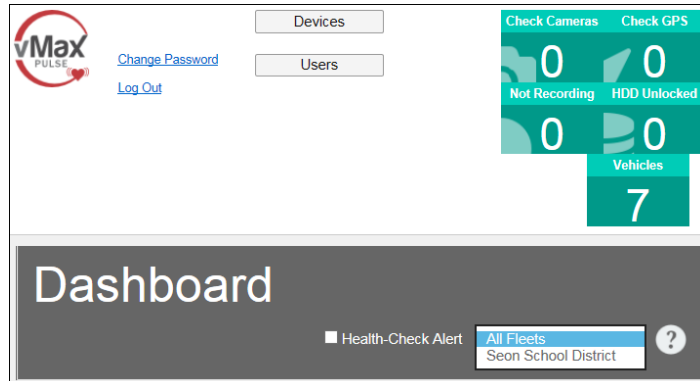 vMax
PULSE
Change Password
Log Out
Devices
Users
Check Cameras Check GPS
0 0
Not Recording HDD Unlocked
0 0
Vehicles
7
Dashboard
Health-Check Alert
All Fleets
Seon School District
?